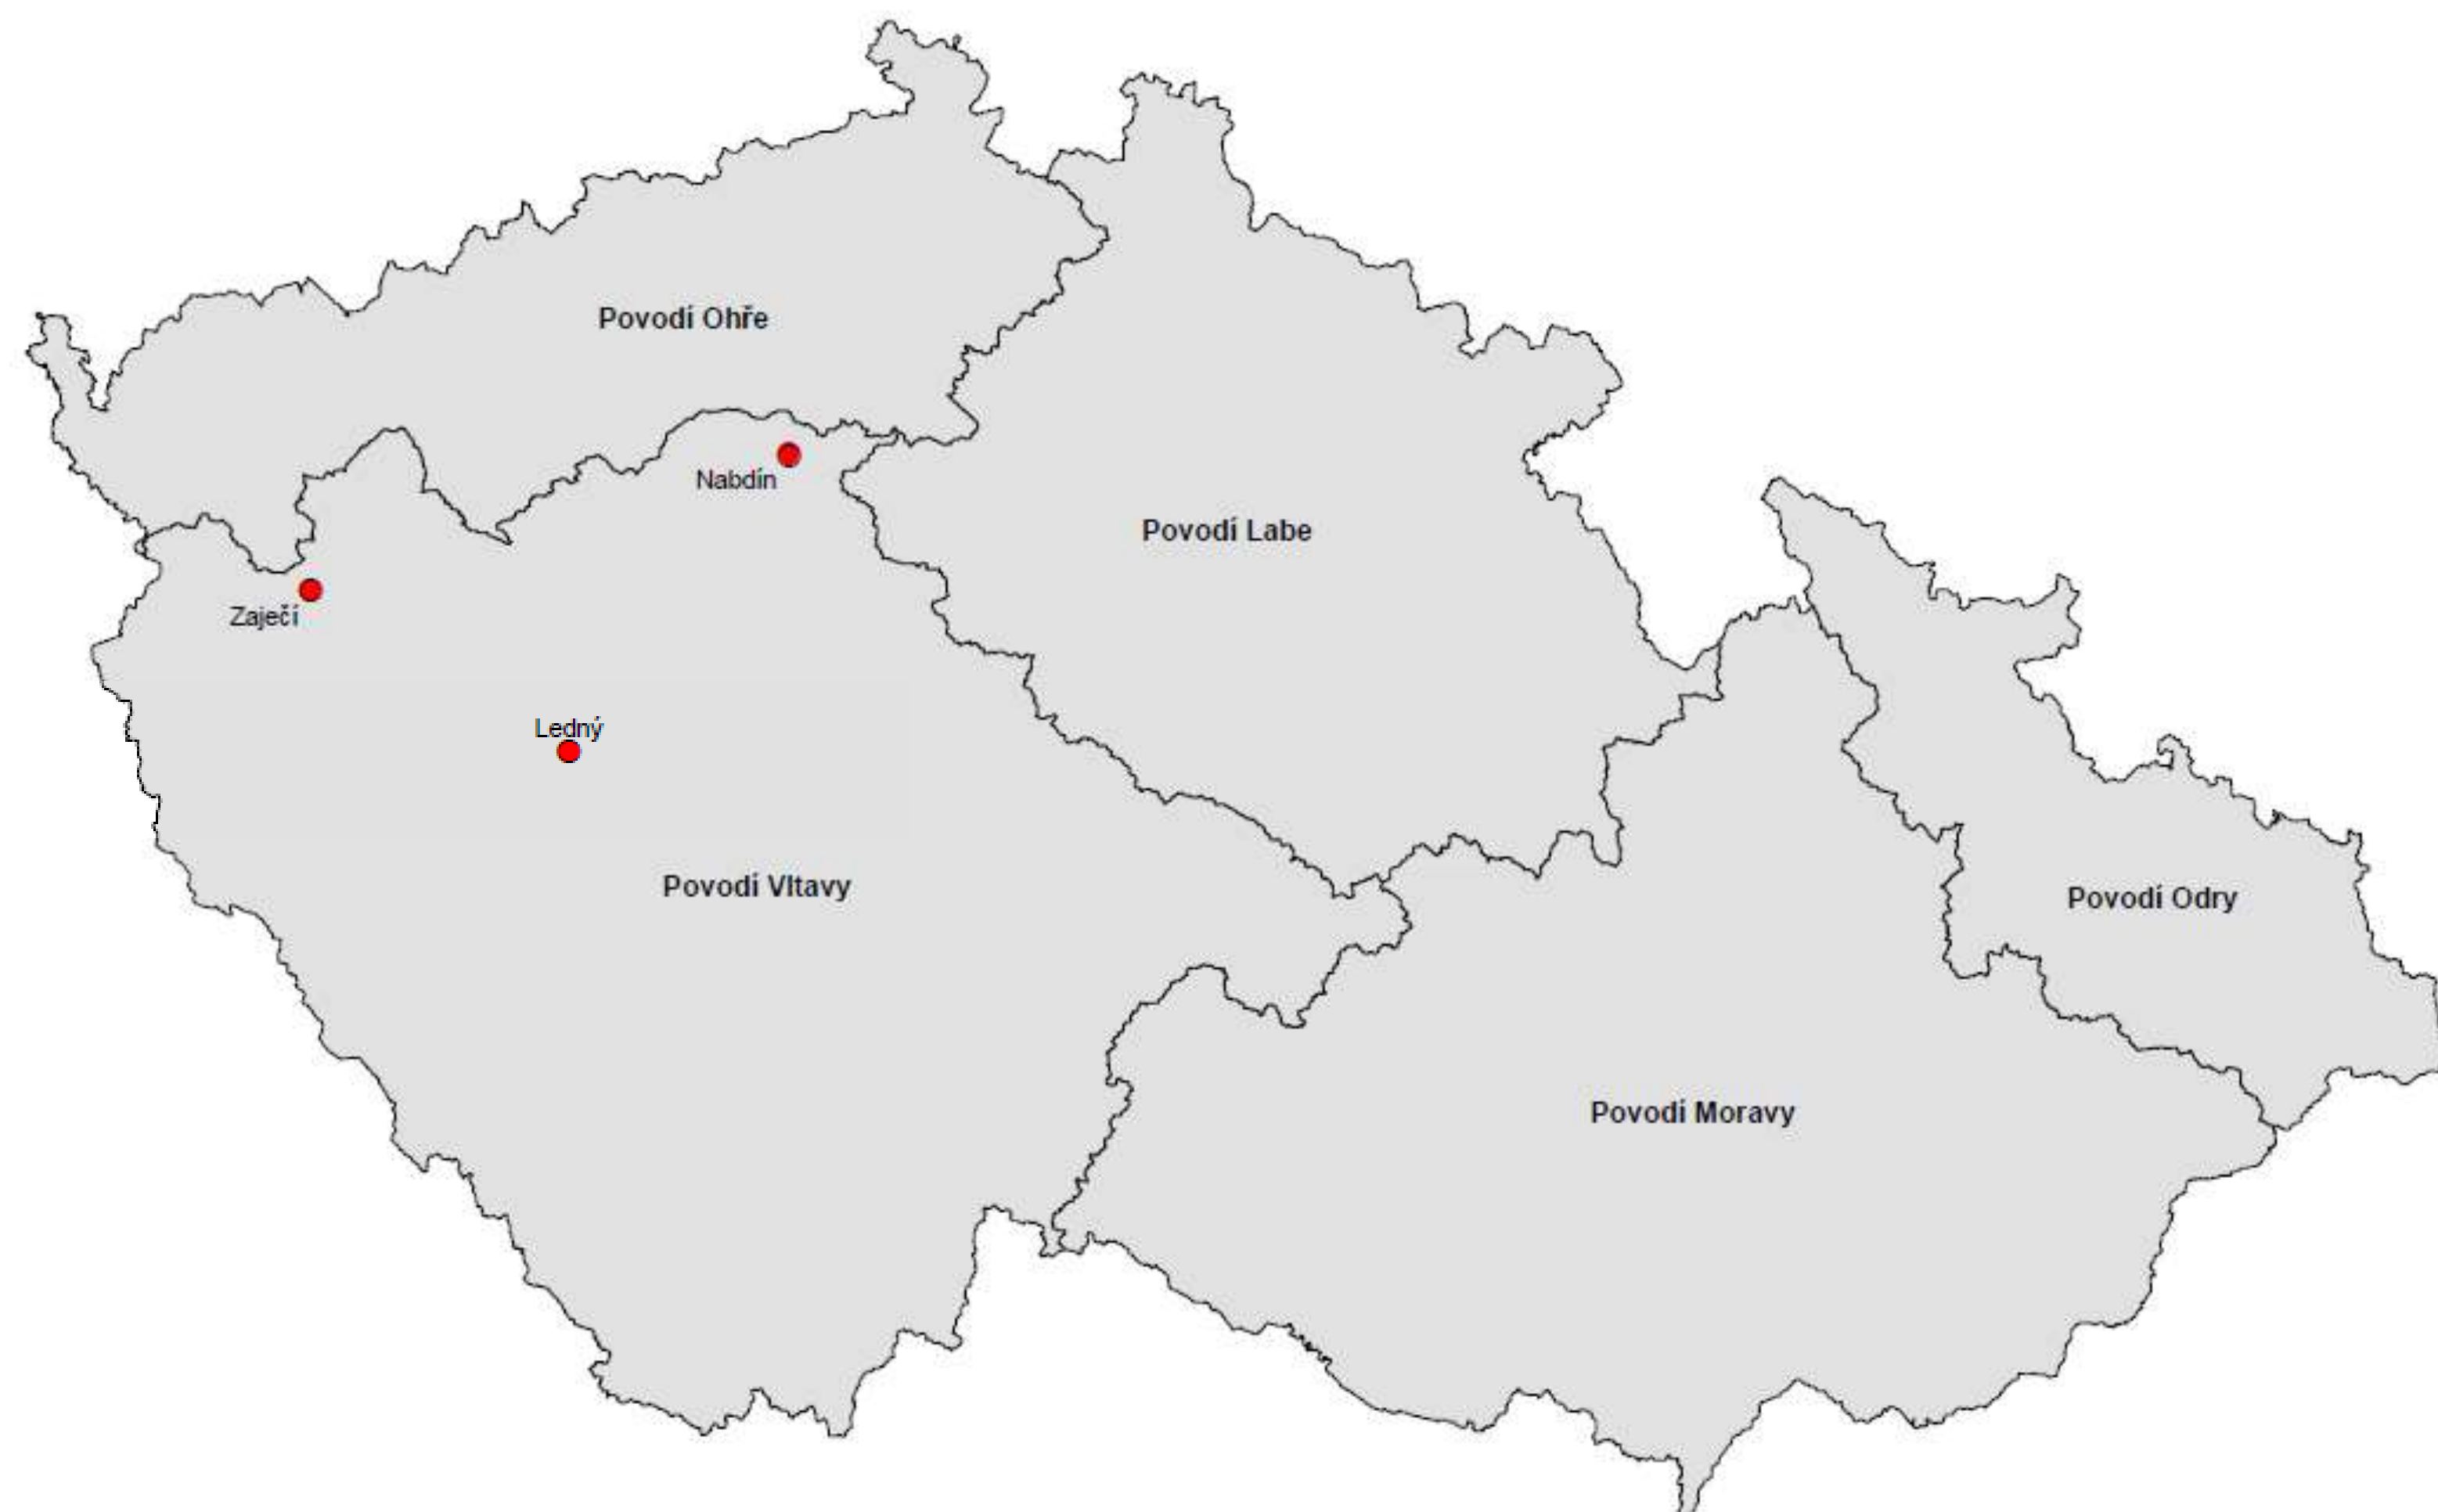 Povodí Ohře
Nabdín
Povodí Labe
Zaječí
Ledný
Povodí Vltavy
Povodí Odry
Povodí Moravy